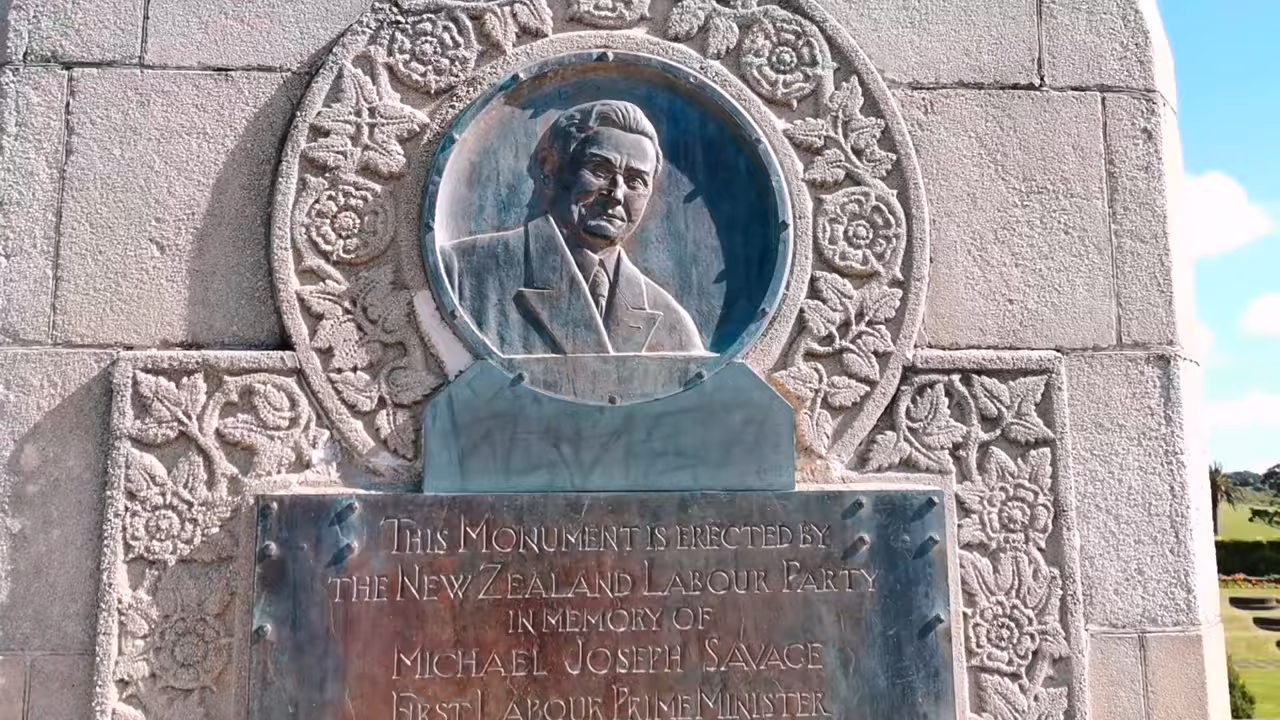 THIS MONUMENT IS ERECTED BY
THE NEW ZEALAND LABOUR PARTY
IN MEMORY OF
MICHAEL JOSEPH SAVAGE
FIRST LABOUR PRIME MINISTER